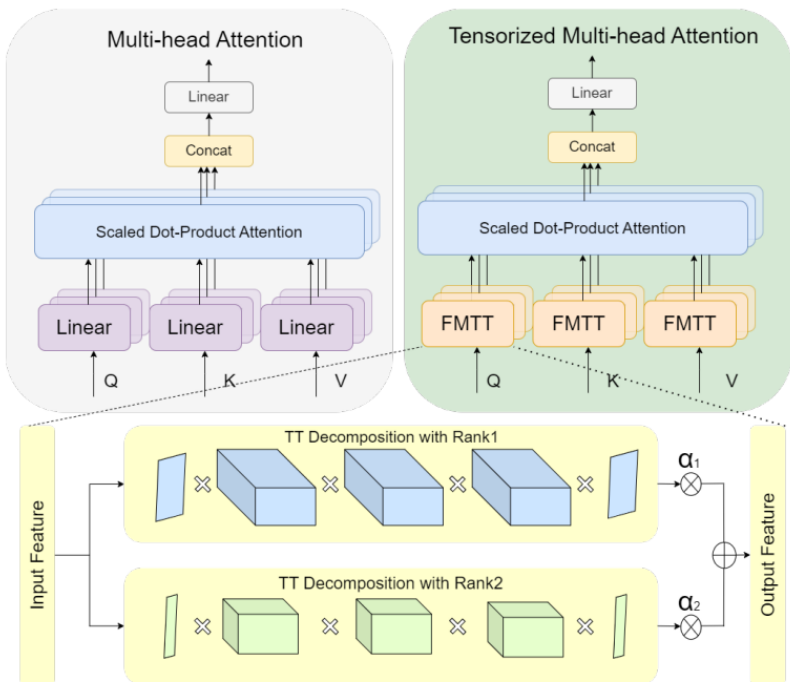 Multi-head Attention
Linear
Concat
Scaled Dot-Product Attention
Linear Linear Linear
Q K V
Tensorized Multi-head Attention
Linear
Concat
Scaled Dot-Product Attention
FMTT FMTT FMTT
Q K V
Input Feature
TT Decomposition with Rank1
α1
TT Decomposition with Rank2
α2
Output Feature